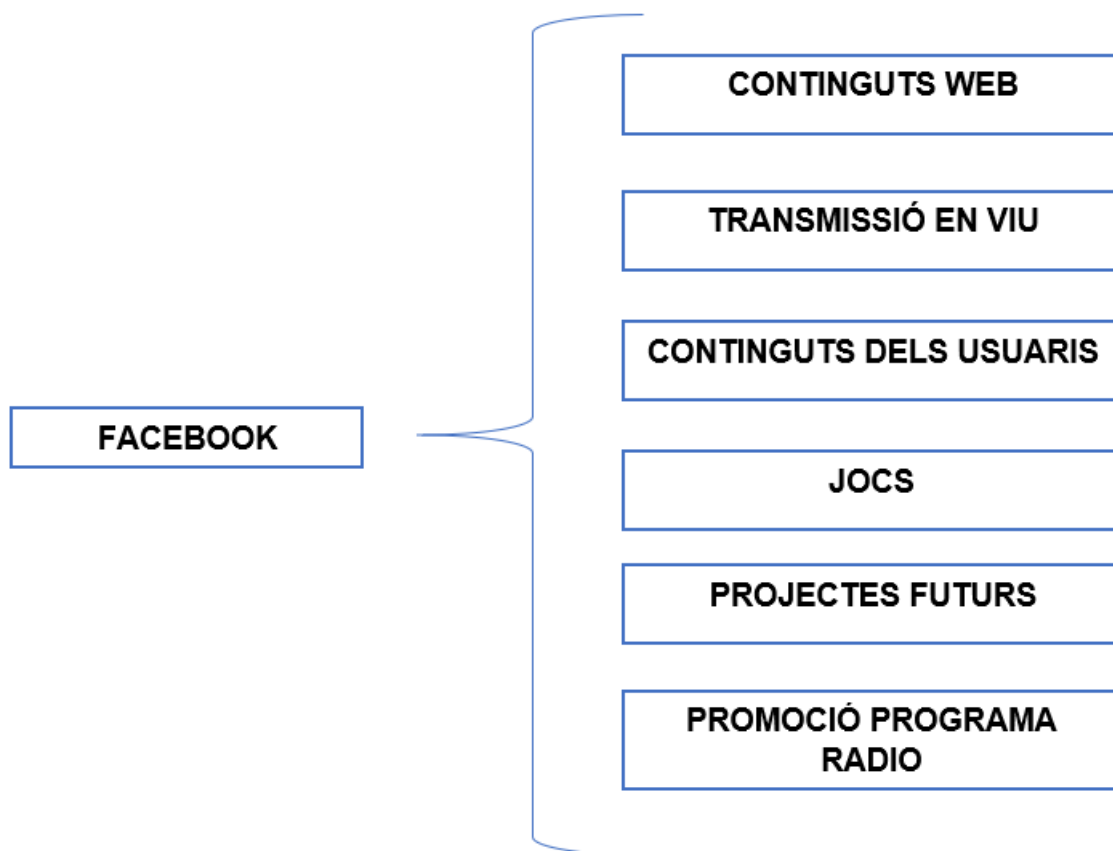 CONTINGUTS WEB
TRANSMISSIÓ EN VIU
CONTINGUTS DELS USUARIS
FACEBOOK
JOCS
PROJECTES FUTURS
PROMOCIÓ PROGRAMA
RADIO